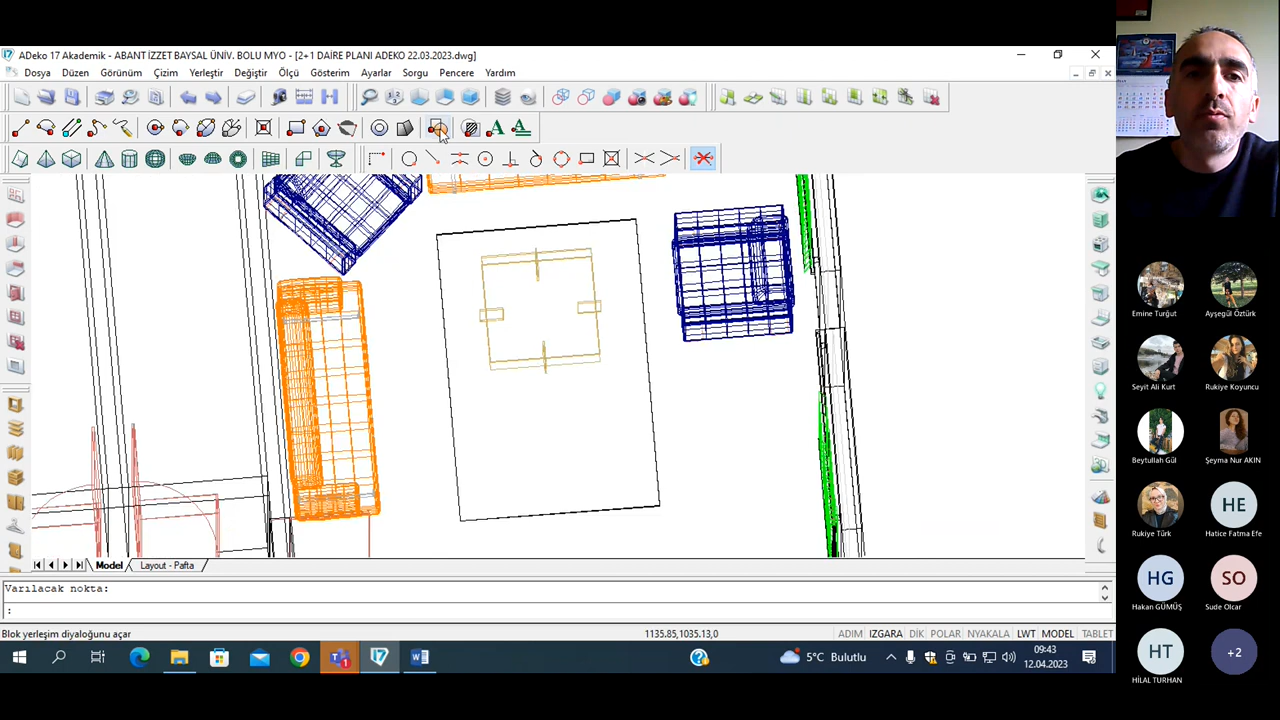 ADeko 17 Akademik - ABANT İZZET BAYSAL ÜNİV. BOLU MYO - [2+1 DAİRE PLANI ADEKO 22.03.2023.dwg]
Dosya Düzen Görünüm Çizim Yerleştir Değiştir Ölçü Gösterim Ayarlar Sorgu Pencere Yardım
Model Layout - Pafta
Varılacak nokta:
:
Blok yerleşim diyaloğunu açar
1135.85,1035.13,0
ADIM IZGARA DİK POLAR NYAKALA LWT MODEL TABLET
5°C Bulutlu
09:43
12.04.2023
Emine Turğut
Ayşegül Öztürk
Seyit Ali Kurt
Rukiye Koyuncu
Beytullah Gül
Şeyma Nur AKIN
Rukiye Türk
HE
Hatice Fatma Efe
HG
Hakan GÜMÜŞ
SO
Sude Olcar
HT
HİLAL TURHAN
+2